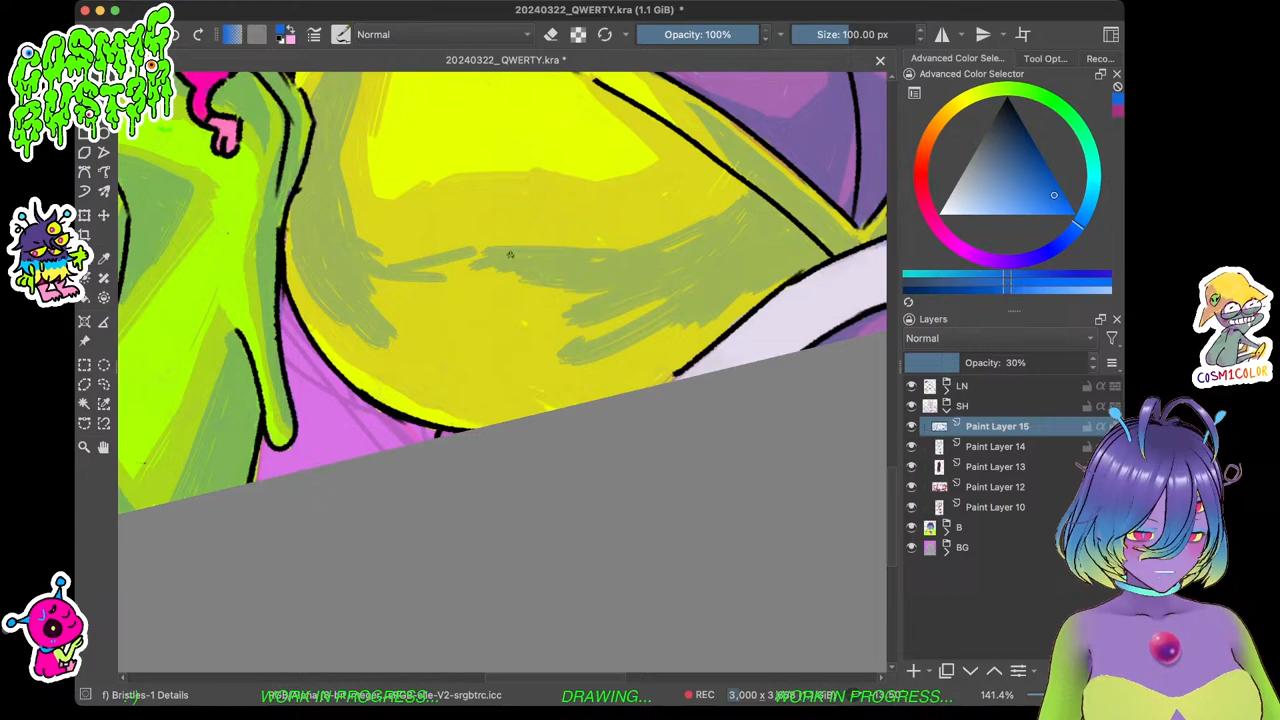 20240322_QWERTY.kra (1.1 GiB) *
COSMIC BUST3R
Normal
Opacity: 100%
Size: 100.00 px
20240322_QWERTY.kra *
Advanced Color Sele...
Tool Opt...
Reco...
Advanced Color Selector
Layers
Normal
Opacity: 30%
LN
SH
Paint Layer 15
Paint Layer 14
Paint Layer 13
Paint Layer 12
Paint Layer 10
B
BG
COSM1COLOR
f) Bristles-1 Details
WORK IN PROGRESS...
DRAWING...
REC
WORK IN PROGRESS...
141.4%